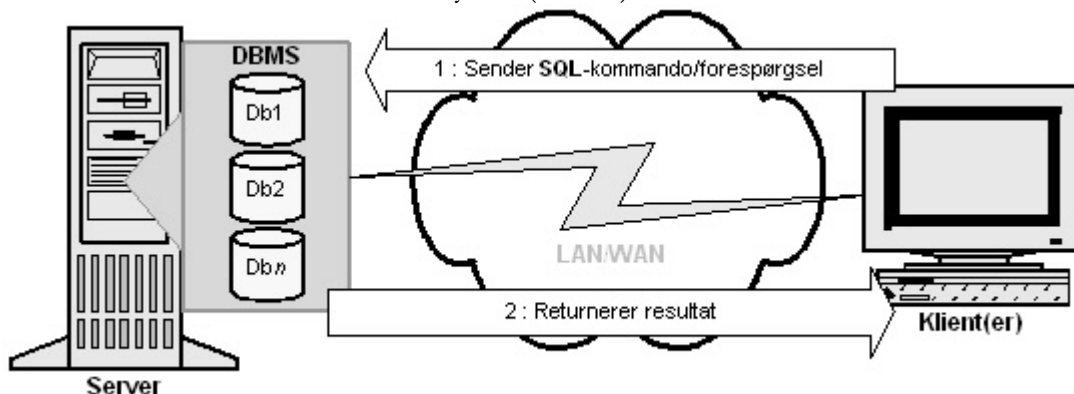 DBMS
1 : Sender SQL-kommando/forespørgsel
Db1
Db2
Dbn
LAN/WAN
2 : Returnerer resultat
Klient(er)
Server